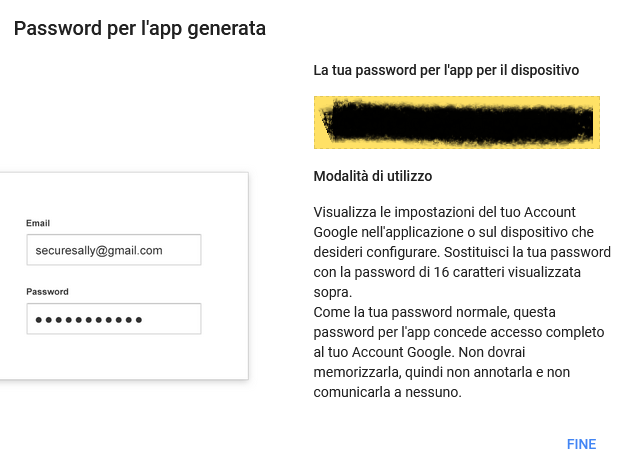 Password per l'app generata
La tua password per l'app per il dispositivo
Email
securesally@gmail.com
Password
Modalità di utilizzo
Visualizza le impostazioni del tuo Account
Google nell'applicazione o sul dispositivo che
desideri configurare. Sostituisci la tua password
con la password di 16 caratteri visualizzata
sopra.
Come la tua password normale, questa
password per l'app concede accesso completo
al tuo Account Google. Non dovrai
memorizzarla, quindi non annotarla e non
comunicarla a nessuno.
FINE